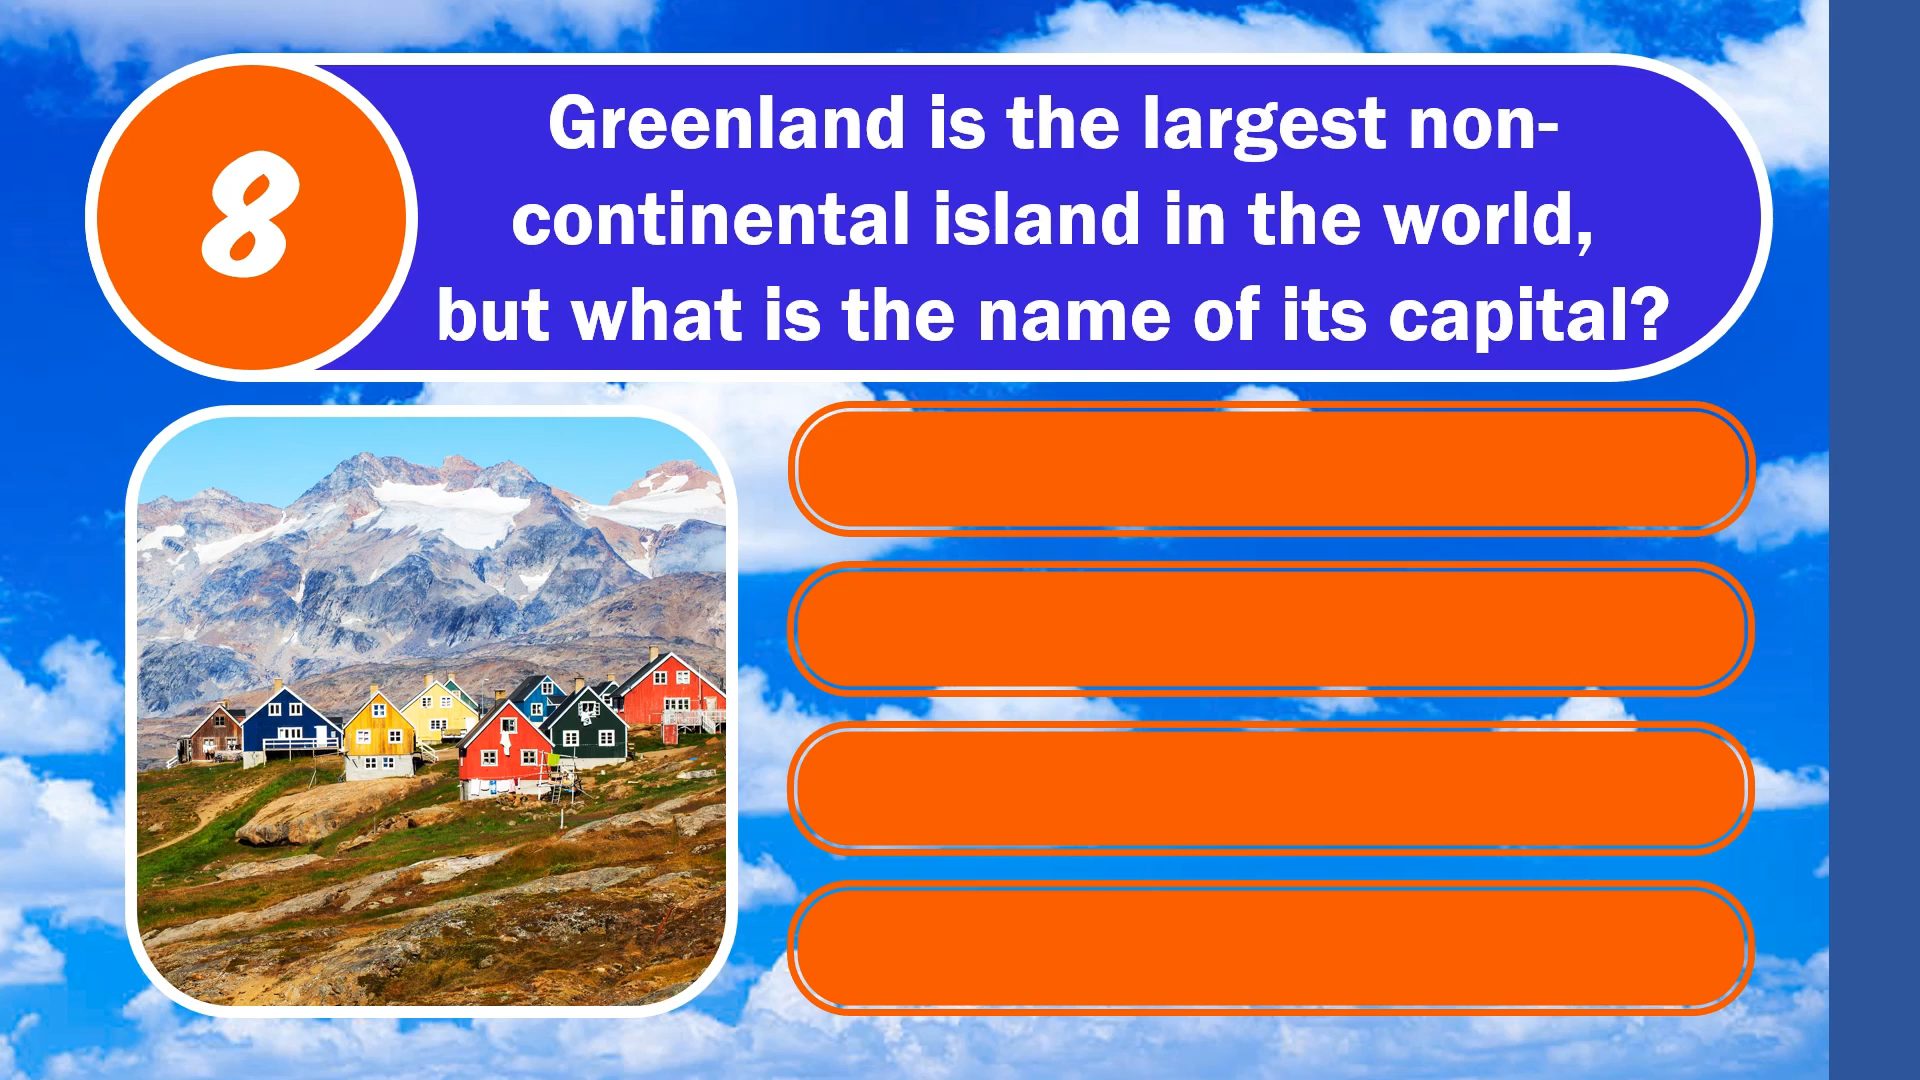 8
Greenland is the largest non-
continental island in the world,
but what is the name of its capital?